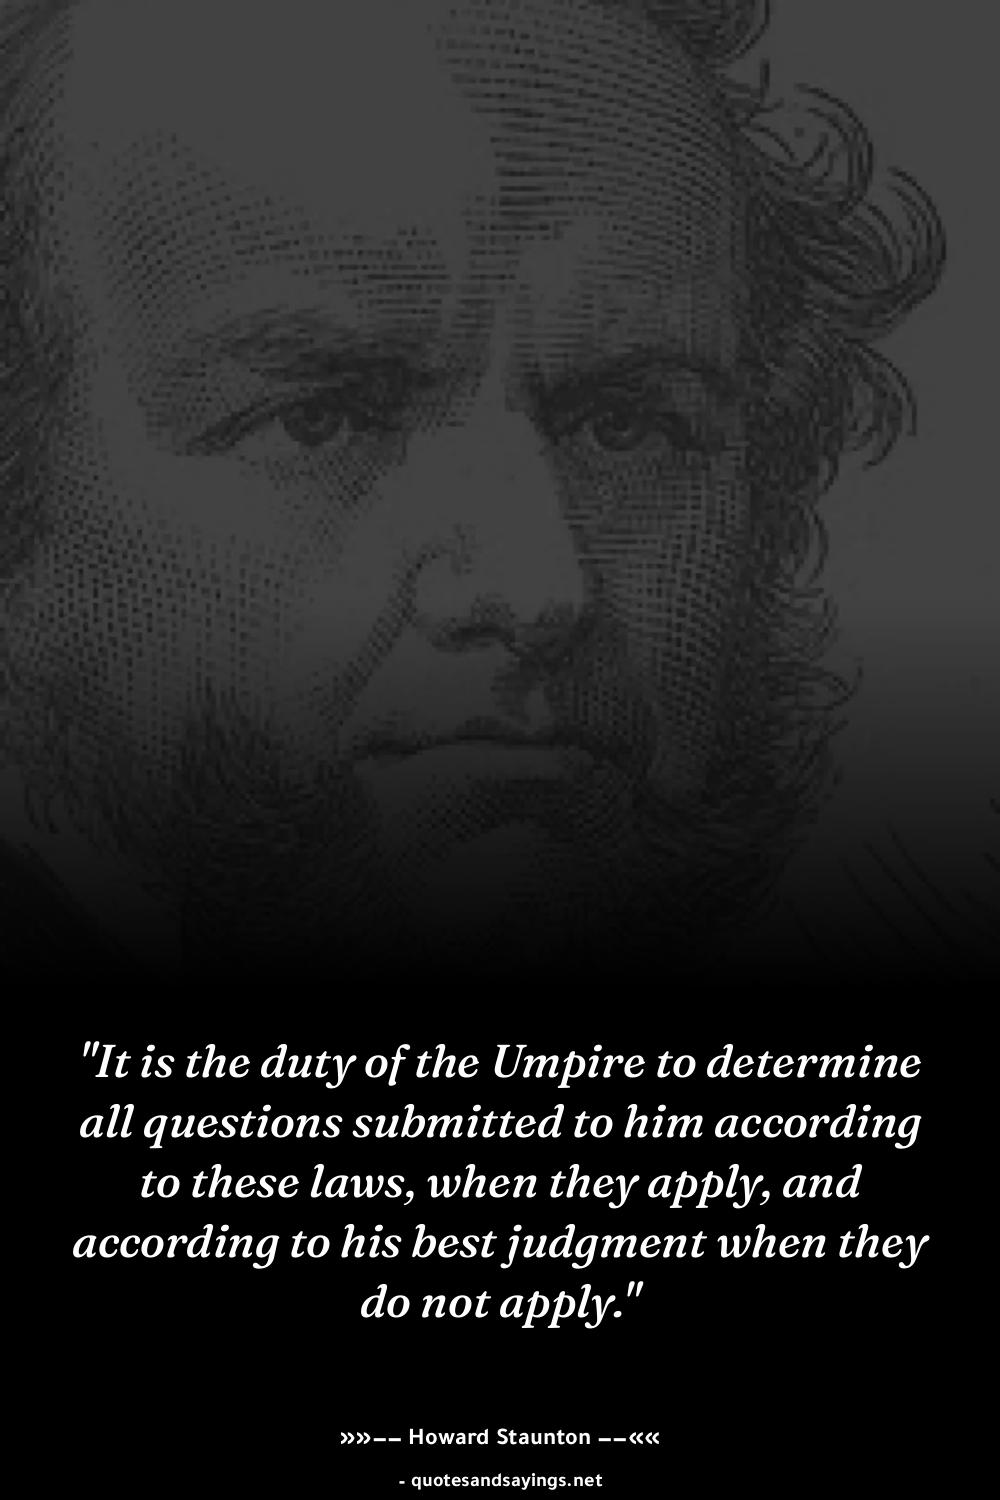 "It is the duty of the Umpire to determine
all questions submitted to him according
to these laws, when they apply, and
according to his best judgment when they
do not apply."
»»–– Howard Staunton ––««
- quotesandsayings.net